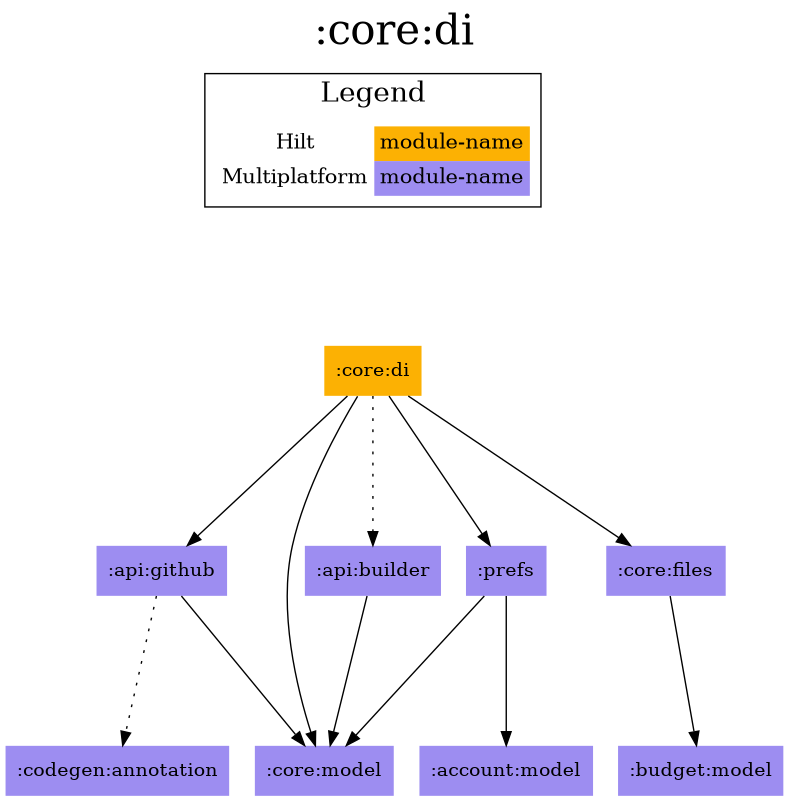 :core:di
Legend
Hilt module-name
Multiplatform module-name
:core:di
:api:github :api:builder :prefs :core:files
:codegen:annotation :core:model :account:model :budget:model